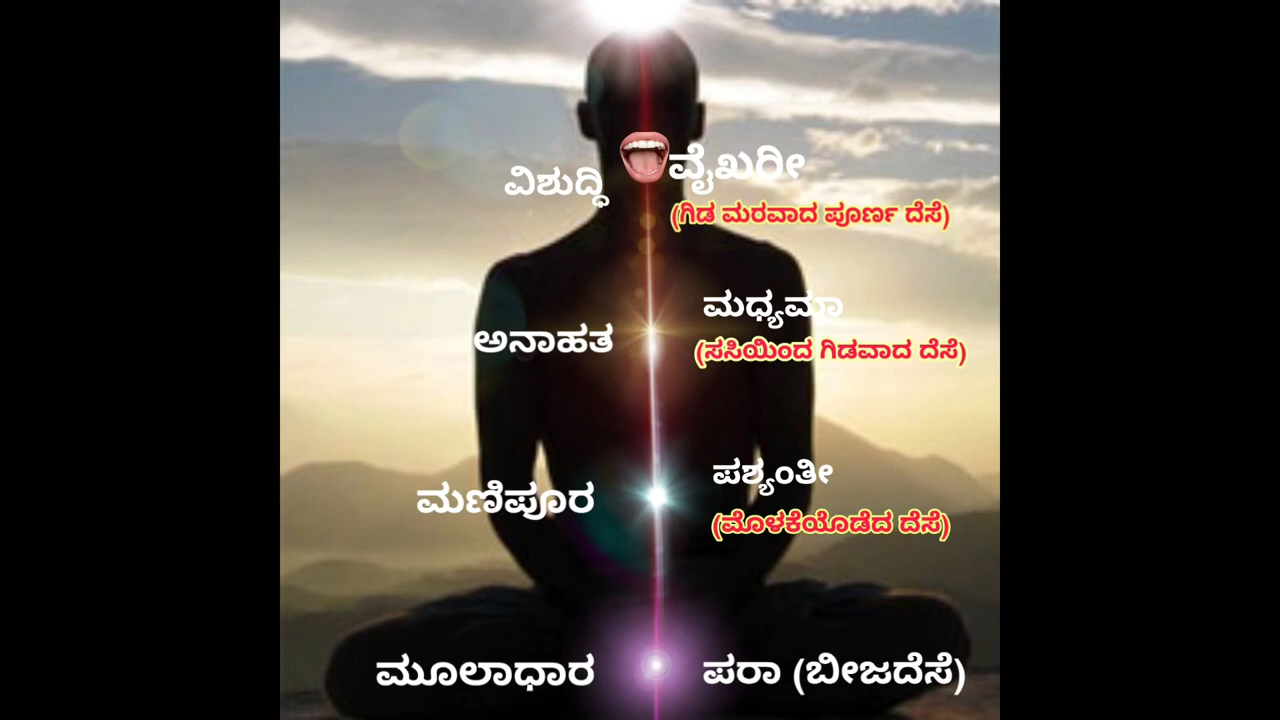 ವಿಶುದ್ಧಿ ವೈಖರೀ
(ಗಿಡ ಮರವಾದ ಪೂರ್ಣ ದೆಸೆ)
ಅನಾಹತ ಮಧ್ಯಮಾ
(ಸಸಿಯಿಂದ ಗಿಡವಾದ ದೆಸೆ)
ಮಣಿಪೂರ ಪಶ್ಯಂತೀ
(ಮೊಳಕೆಯೊಡೆದ ದೆಸೆ)
ಮೂಲಾಧಾರ ಪರಾ (ಬೀಜದೆಸೆ)